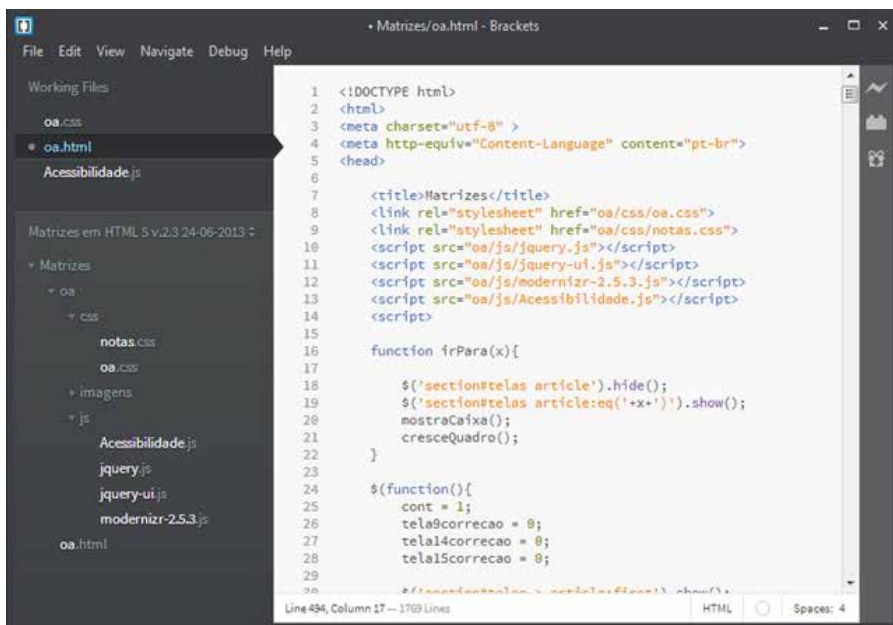 • Matrizes/oa.html - Brackets
File Edit View Navigate Debug Help
Working Files
oa.css
oa.html
Acessibilidade.js
Matrizes em HTML 5 v.2.3 24-06-2013
Matrizes
oa
css
notas.css
oa.css
imagens
js
Acessibilidade.js
jquery.js
jquery-ui.js
modernizr-2.5.3.js
oa.html
1 <!DOCTYPE html>
2 <html>
3 <meta charset="utf-8" >
4 <meta http-equiv="Content-Language" content="pt-br">
5 <head>
6
7 <title>Matrizes</title>
8 <link rel="stylesheet" href="oa/css/oa.css">
9 <link rel="stylesheet" href="oa/css/notas.css">
10 <script src="oa/js/jquery.js"></script>
11 <script src="oa/js/jquery-ui.js"></script>
12 <script src="oa/js/modernizr-2.5.3.js"></script>
13 <script src="oa/js/Acessibilidade.js"></script>
14 <script>
15
16 function irPara(x){
17
18 $('section#telas article').hide();
19 $('section#telas article:eq('+x+')').show();
20 mostraCaixa();
21 cresceQuadro();
22 }
23
24 $(function(){
25 cont = 1;
26 tela9correcao = 0;
27 tela14correcao = 0;
28 tela15correcao = 0;
29
30 $('section#telas > article:first').show();
Line 494, Column 17 — 1769 Lines
HTML
Spaces: 4